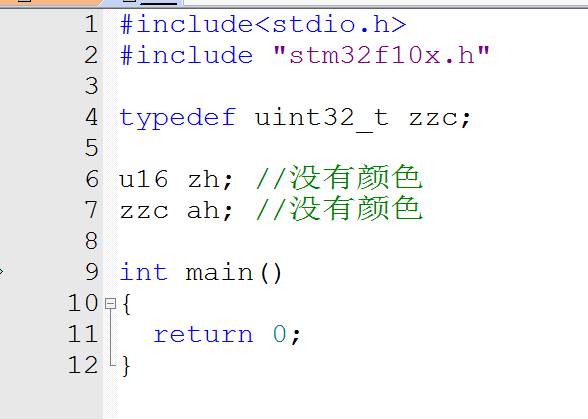 1 #include<stdio.h>
2 #include "stm32f10x.h"
3
4 typedef uint32_t zzc;
5
6 u16 zh; //没有颜色
7 zzc ah; //没有颜色
8
9 int main()
10 {
11 return 0;
12 }